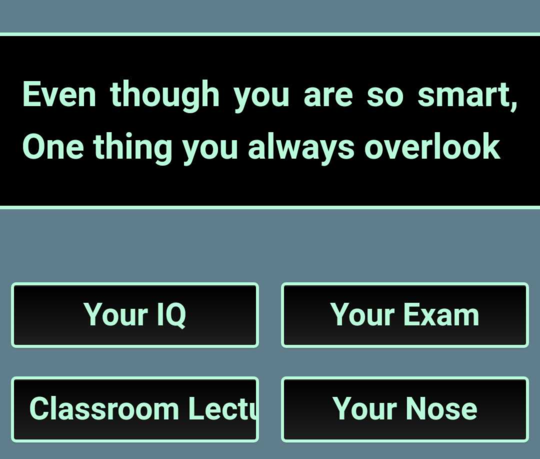 Even though you are so smart,
One thing you always overlook
Your IQ
Your Exam
Classroom Lectu
Your Nose